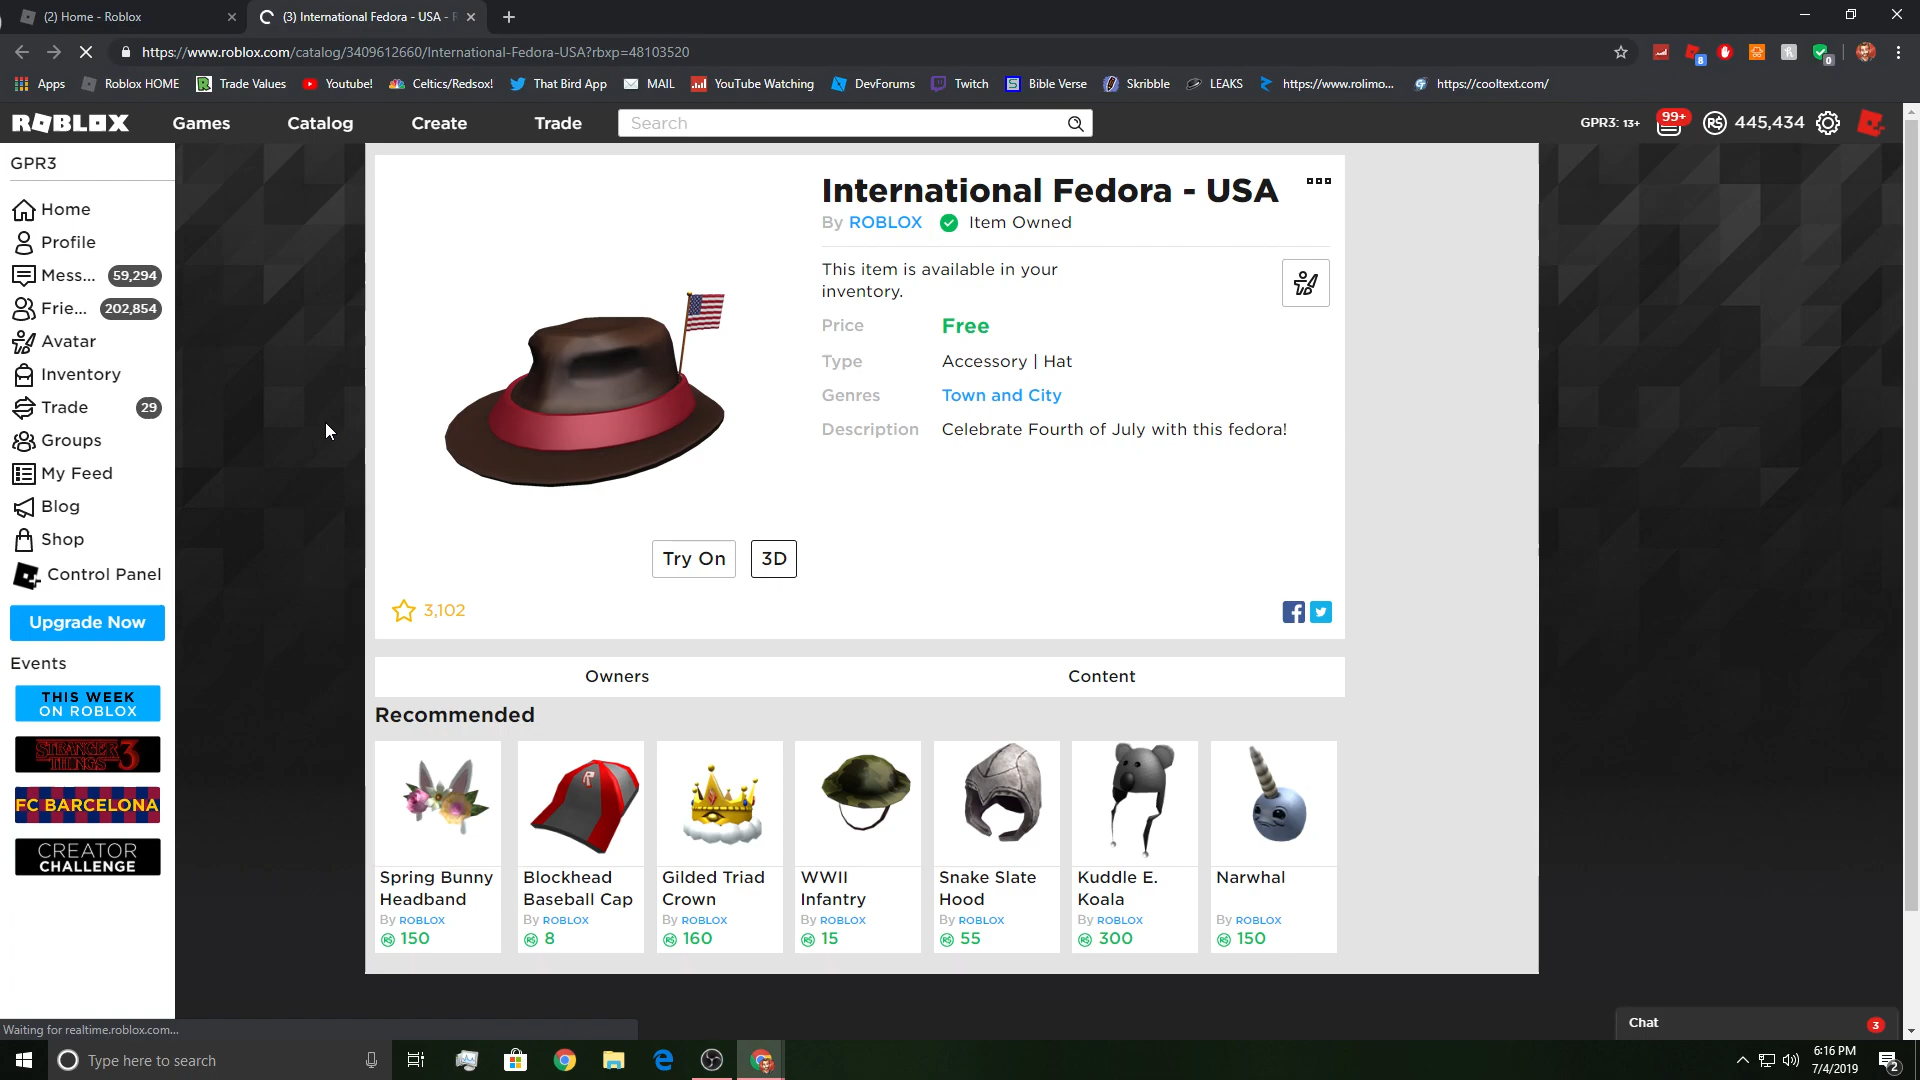 (2) Home - Roblox
(3) International Fedora - USA - R
https://www.roblox.com/catalog/3409612660/International-Fedora-USA?rbxp=48103520
8
0
Apps
Roblox HOME
Trade Values
Youtube!
Celtics/Redsox!
That Bird App
MAIL
YouTube Watching
DevForums
Twitch
Bible Verse
Skribble
LEAKS
https://www.rolimo...
https://cooltext.com/
ROBLOX
Games
Catalog
Create
Trade
Search
GPR3: 13+
99+
R$
445,434
GPR3
Home
Profile
Mess... 59,294
Frie... 202,854
Avatar
Inventory
Trade 29
Groups
My Feed
Blog
Shop
Control Panel
Upgrade Now
Events
THIS WEEK
ON ROBLOX
STRANGER
THINGS 3
FC BARCELONA
CREATOR
CHALLENGE
International Fedora - USA
By ROBLOX Item Owned
This item is available in your
inventory.
Price Free
Type Accessory | Hat
Genres Town and City
Description Celebrate Fourth of July with this fedora!
Try On
3D
3,102
Owners
Content
Recommended
Spring Bunny
Headband
By ROBLOX
R$ 150
Blockhead
Baseball Cap
By ROBLOX
R$ 8
Gilded Triad
Crown
By ROBLOX
R$ 160
WWII
Infantry
By ROBLOX
R$ 15
Snake Slate
Hood
By ROBLOX
R$ 55
Kuddle E.
Koala
By ROBLOX
R$ 300
Narwhal
By ROBLOX
R$ 150
Waiting for realtime.roblox.com...
Chat 3
Type here to search
6:16 PM
7/4/2019
2